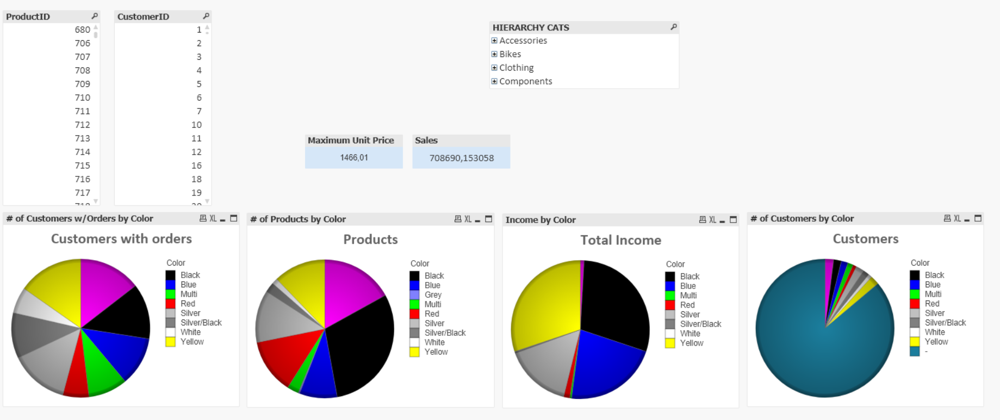 ProductID
680
706
707
708
709
710
711
712
713
714
715
716
717
718
CustomerID
1
2
3
4
5
6
7
10
11
12
16
18
19
20
HIERARCHY CATS
Accessories
Bikes
Clothing
Components
Maximum Unit Price
1466,01
Sales
708690,153058
# of Customers w/Orders by Color
XL
Customers with orders
Color
Black
Blue
Multi
Red
Silver
Silver/Black
White
Yellow
# of Products by Color
XL
Products
Color
Black
Blue
Grey
Multi
Red
Silver
Silver/Black
White
Yellow
Income by Color
XL
Total Income
Color
Black
Blue
Multi
Red
Silver
Silver/Black
White
Yellow
# of Customers by Color
XL
Customers
Color
Black
Blue
Multi
Red
Silver
Silver/Black
White
Yellow
-